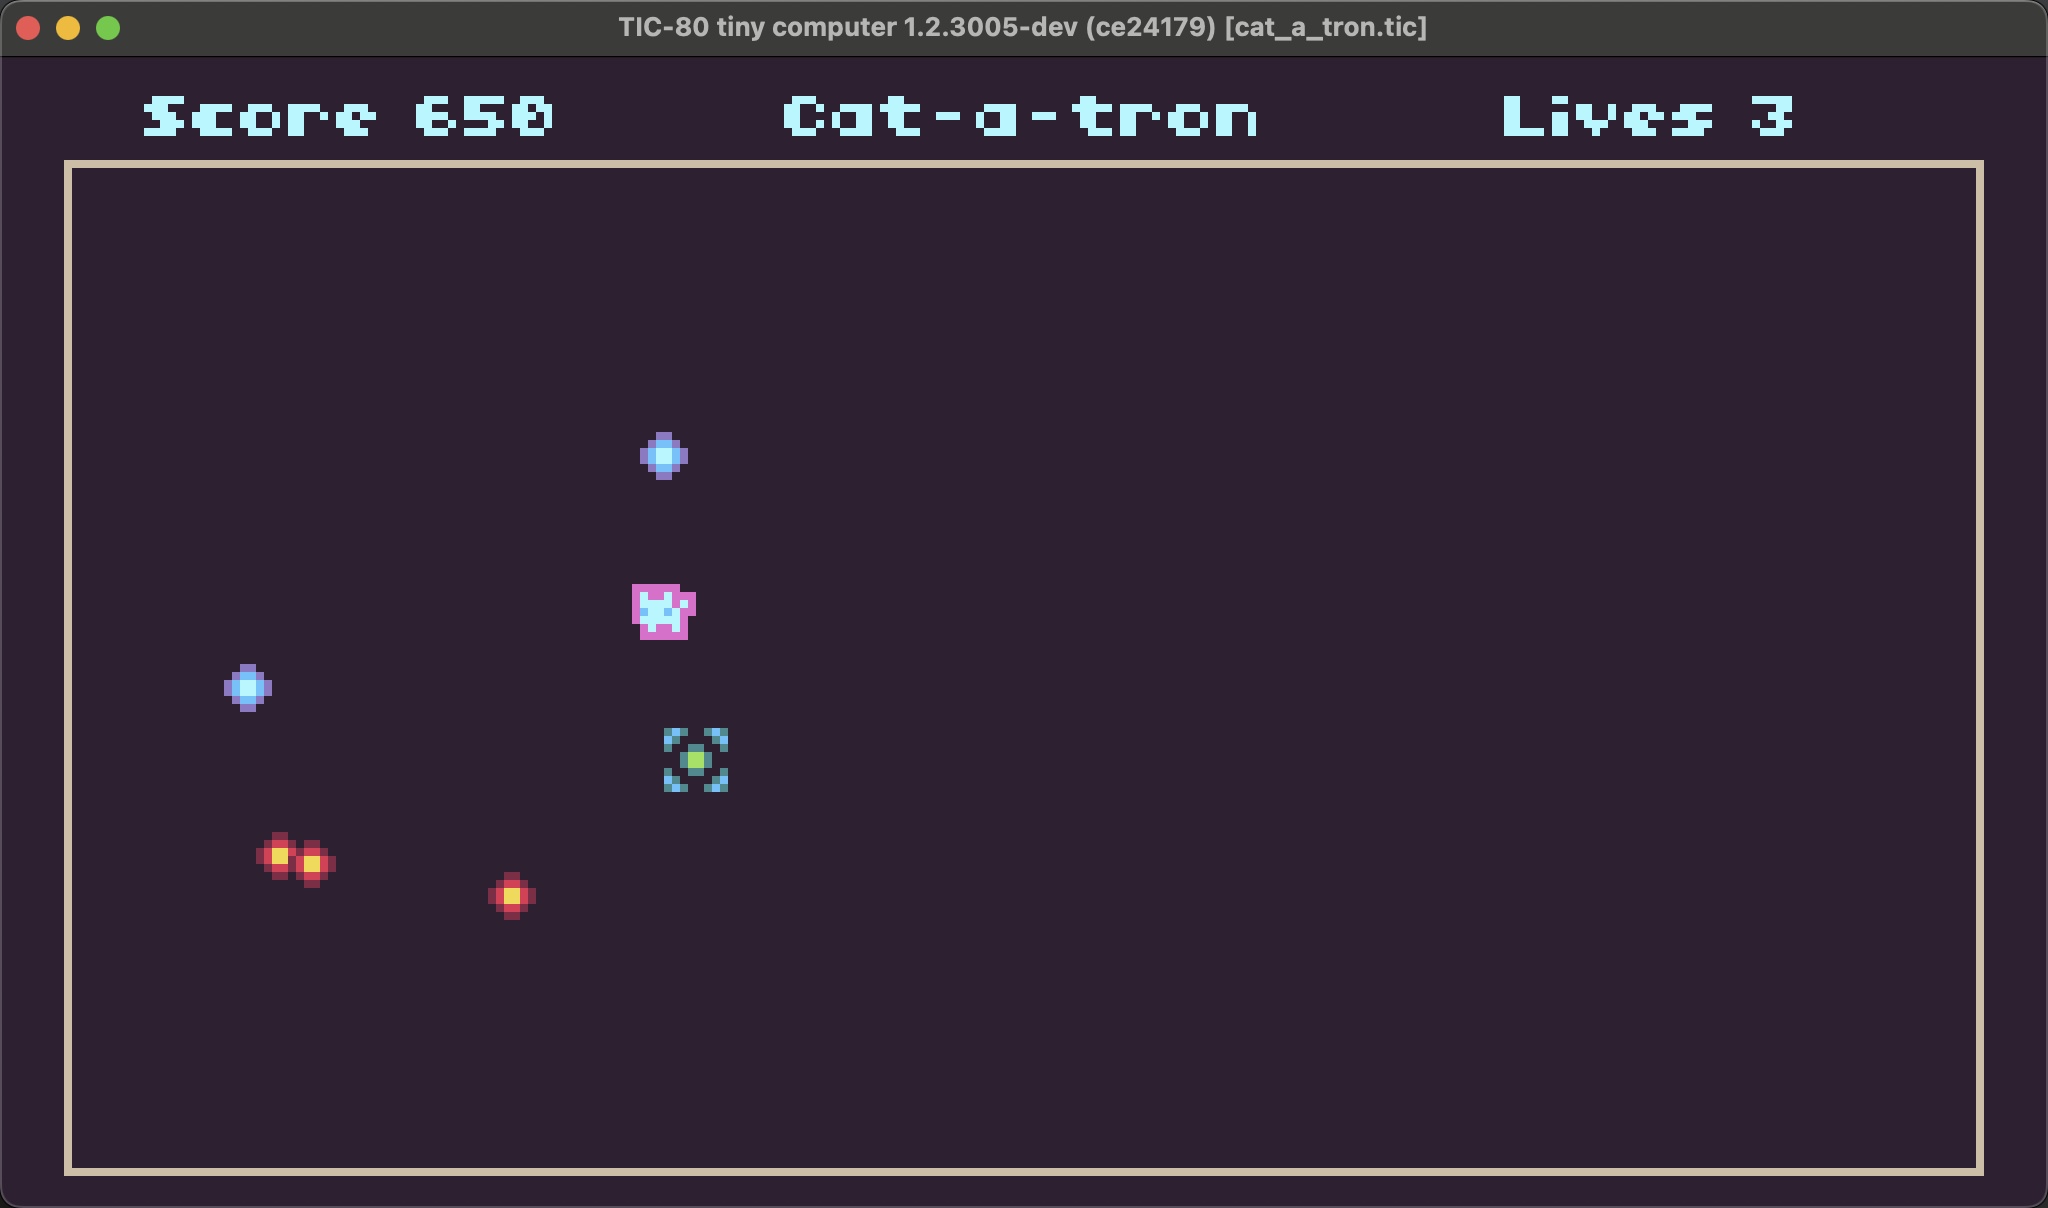 TIC-80 tiny computer 1.2.3005-dev (ce24179) [cat_a_tron.tic]
Score 650 Cat-a-tron Lives 3